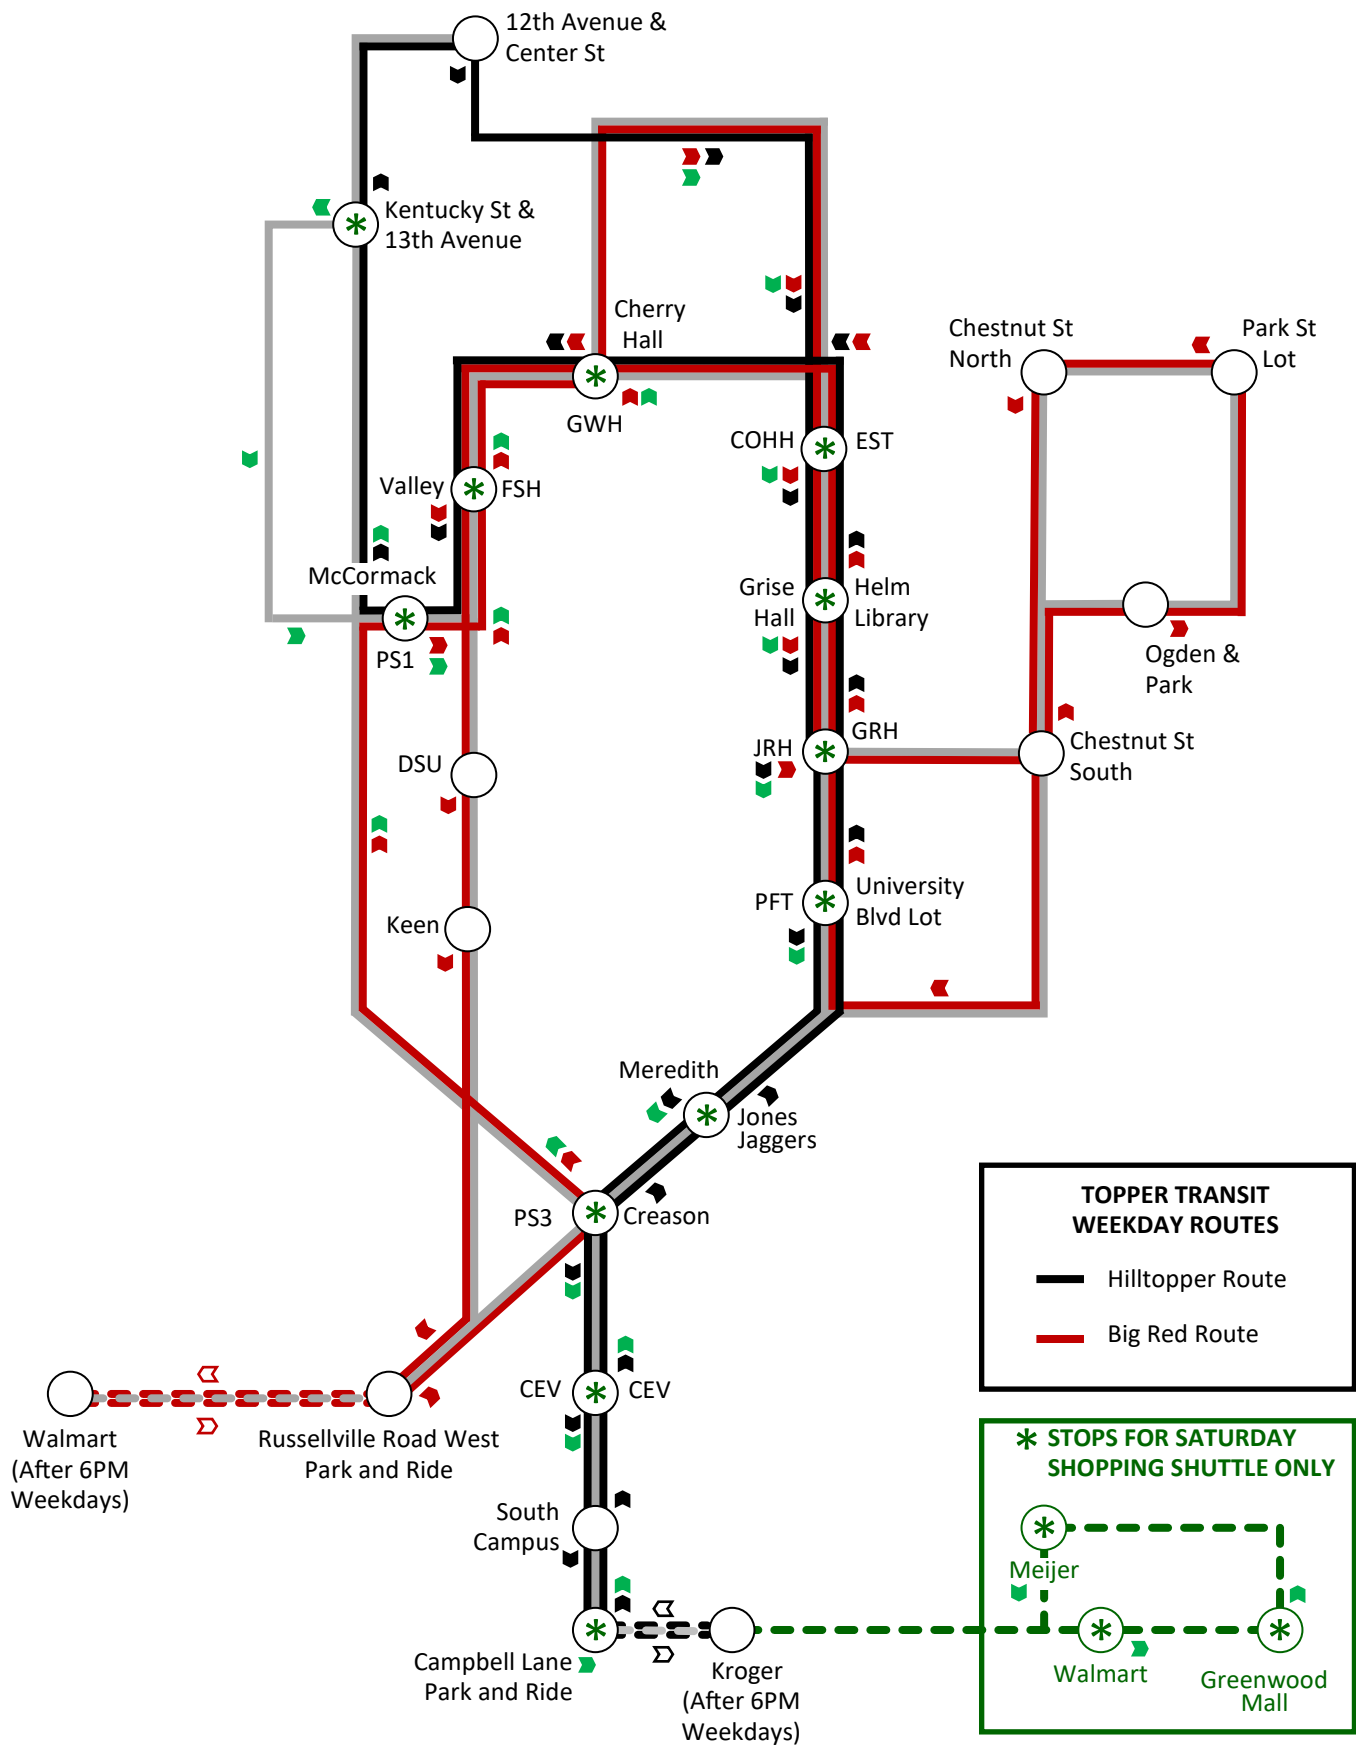 12th Avenue &
Center St
Kentucky St &
13th Avenue
Cherry
Hall
GWH
Chestnut St
North
Park St
Lot
COHH
EST
Valley
FSH
McCormack
PS1
Grise
Hall
Helm
Library
Ogden &
Park
JRH
GRH
Chestnut St
South
DSU
PFT
University
Blvd Lot
Keen
Meredith
Jones
Jaggers
PS3
Creason
TOPPER TRANSIT
WEEKDAY ROUTES
Hilltopper Route
Big Red Route
CEV
CEV
Walmart
(After 6PM
Weekdays)
Russellville Road West
Park and Ride
* STOPS FOR SATURDAY
SHOPPING SHUTTLE ONLY
South
Campus
Meijer
Campbell Lane
Park and Ride
Kroger
(After 6PM
Weekdays)
Walmart
Greenwood
Mall